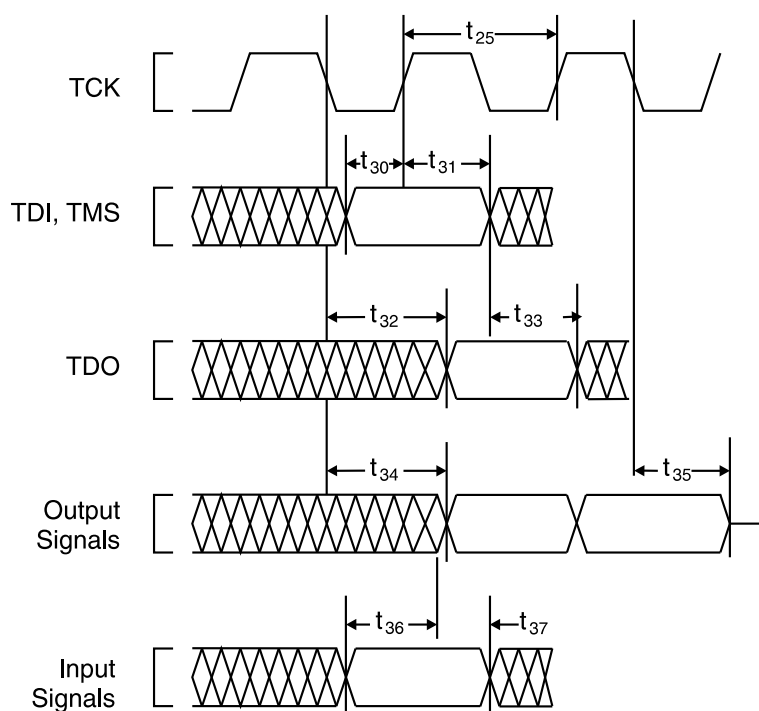 t25
TCK
t30
t31
TDI, TMS
t32
t33
TDO
t34
t35
Output
Signals
t36
t37
Input
Signals